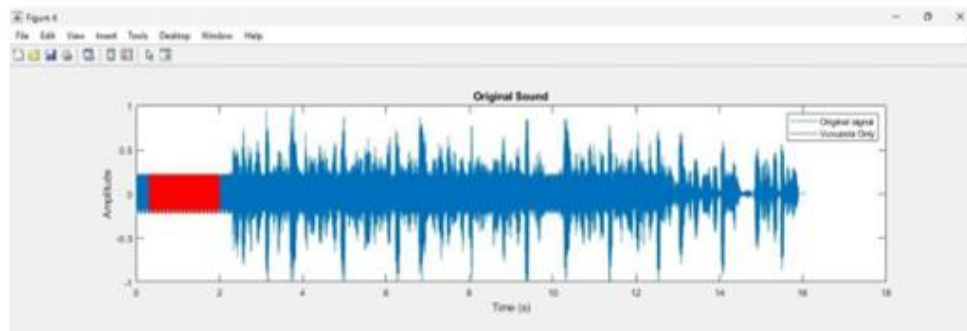 Figure 4
File Edit View Insert Tools Desktop Window Help
Original Sound
Original signal
Vuvuzela Only
Amplitude
1
0.5
0
-0.5
-1
0 2 4 6 8 10 12 14 16 18
Time (s)